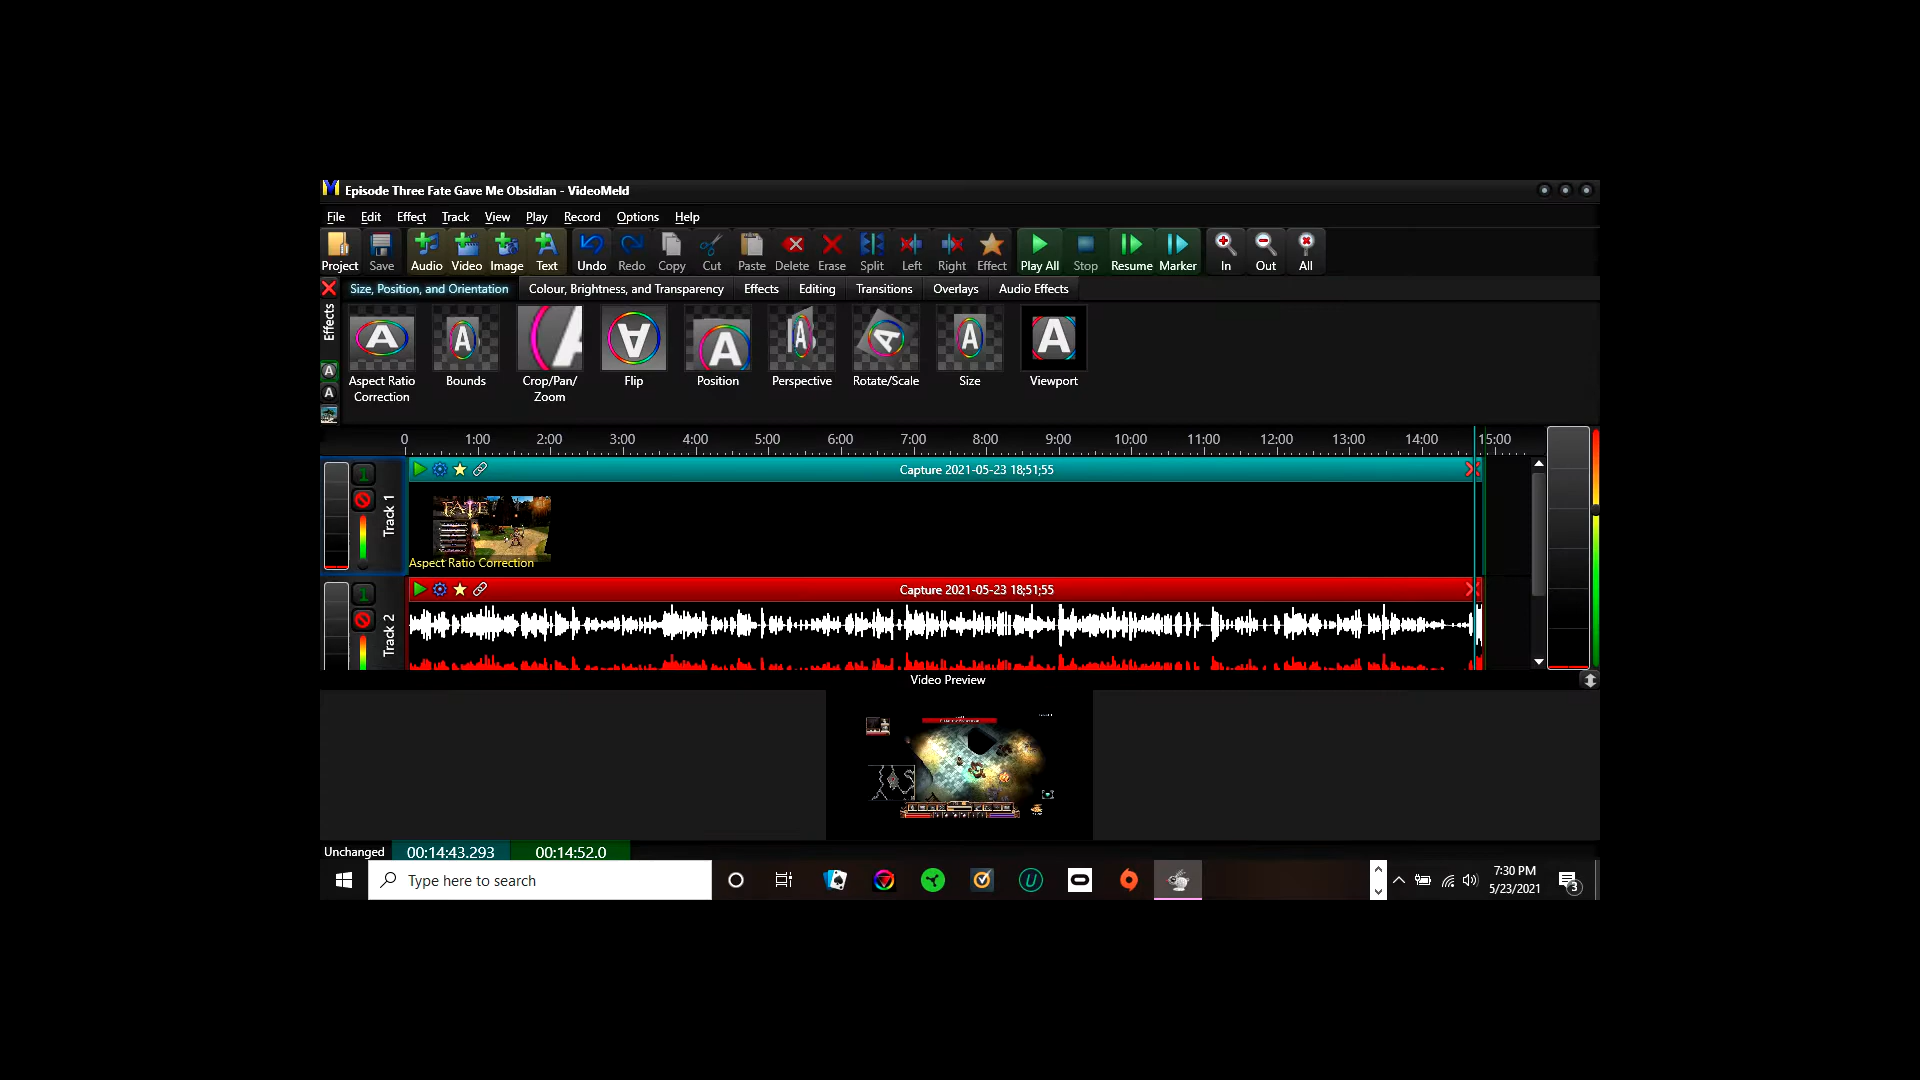 Episode Three Fate Gave Me Obsidian - VideoMeld
File Edit Effect Track View Play Record Options Help
Project Save Audio Video Image Text Undo Redo Copy Cut Paste Delete Erase Split Left Right Effect Play All Stop Resume Marker In Out All
Size, Position, and Orientation Colour, Brightness, and Transparency Effects Editing Transitions Overlays Audio Effects
Effects
Aspect Ratio Correction
Bounds
Crop/Pan/ Zoom
Flip
Position
Perspective
Rotate/Scale
Size
Viewport
0 1:00 2:00 3:00 4:00 5:00 6:00 7:00 8:00 9:00 10:00 11:00 12:00 13:00 14:00 15:00
1
Track 1
Capture 2021-05-23 18;51;55
FATE
Aspect Ratio Correction
1
Track 2
Capture 2021-05-23 18;51;55
Video Preview
Unchanged 00:14:43.293 00:14:52.0
Type here to search
7:30 PM
5/23/2021
3